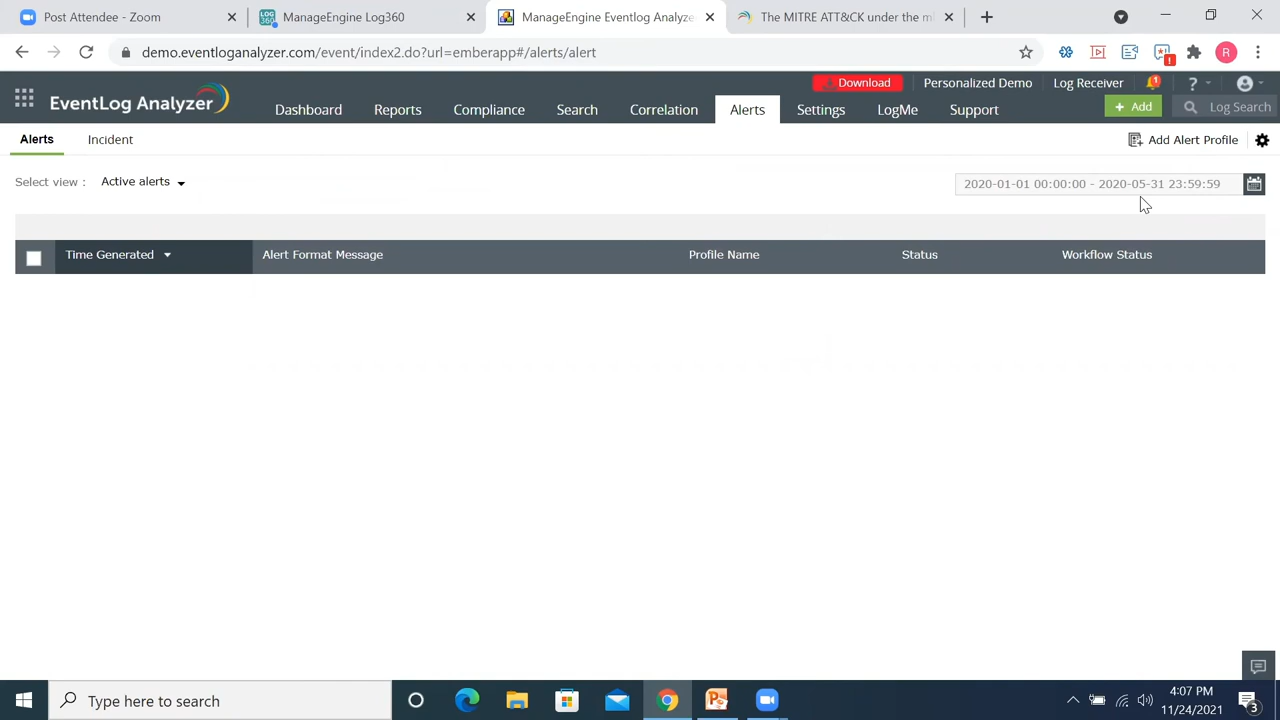 Post Attendee - Zoom
ManageEngine Log360
ManageEngine Eventlog Analyze
The MITRE ATT&CK under the mi
demo.eventloganalyzer.com/event/index2.do?url=emberapp#/alerts/alert
R
Download
Personalized Demo
Log Receiver
1
?
EventLog Analyzer
Dashboard
Reports
Compliance
Search
Correlation
Alerts
Settings
LogMe
Support
+ Add
Log Search
Alerts
Incident
Add Alert Profile
Select view :
Active alerts
2020-01-01 00:00:00 - 2020-05-31 23:59:59
Time Generated
Alert Format Message
Profile Name
Status
Workflow Status
Type here to search
4:07 PM
11/24/2021
3